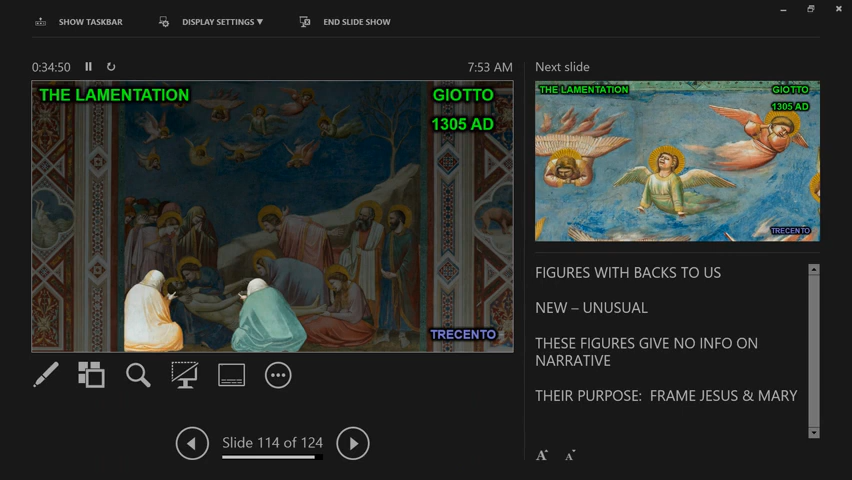 SHOW TASKBAR
DISPLAY SETTINGS ▼
END SLIDE SHOW
0:34:50
7:53 AM
THE LAMENTATION
GIOTTO
1305 AD
TRECENTO
Slide 114 of 124
Next slide
THE LAMENTATION
GIOTTO
1305 AD
TRECENTO
FIGURES WITH BACKS TO US
NEW – UNUSUAL
THESE FIGURES GIVE NO INFO ON
NARRATIVE
THEIR PURPOSE:  FRAME JESUS & MARY
A A